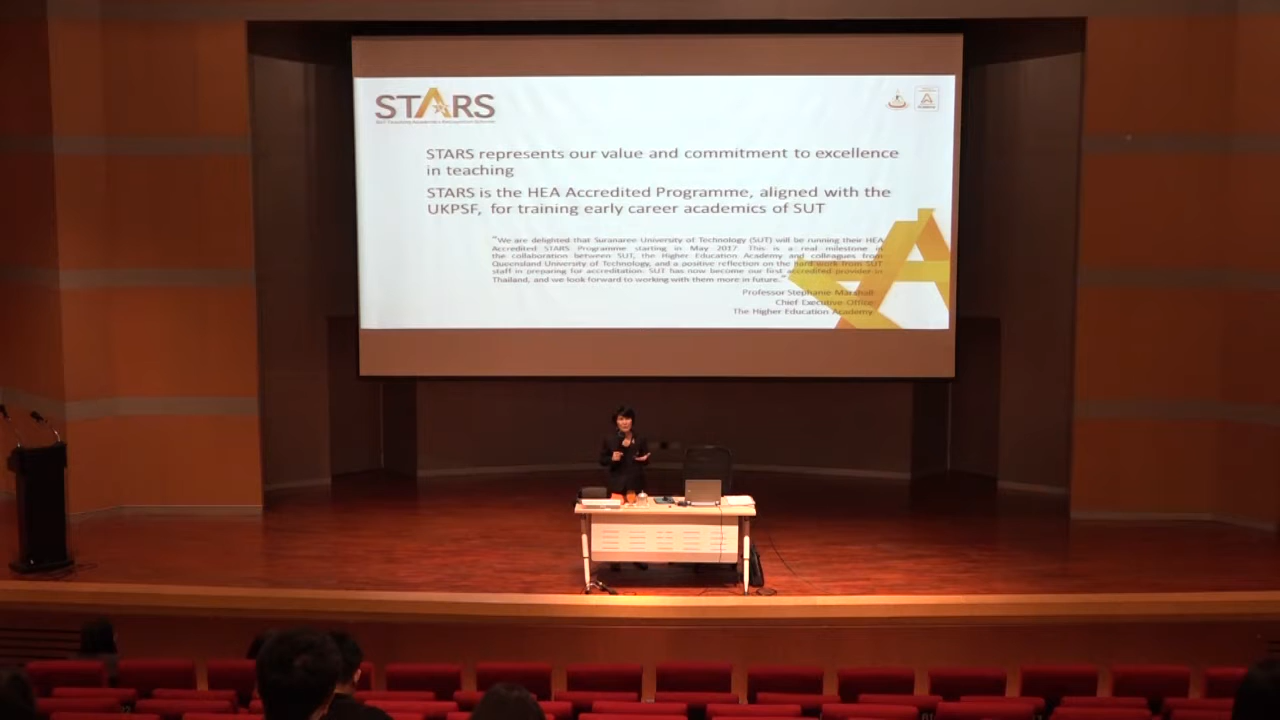 STARS
STARS represents our value and commitment to excellence
in teaching
STARS is the HEA Accredited Programme, aligned with the
UKPSF, for training early career academics of SUT
"We are delighted that Suranaree University of Technology (SUT) will be running their HEA
Accredited STARS Programme starting in May 2017. This is a real milestone in
the collaboration between SUT, the Higher Education Academy and colleagues from
Queensland University of Technology, and a positive reflection on the hard work from SUT
staff in preparing for accreditation. SUT has now become our first accredited provider in
Thailand, and we look forward to working with them more in future."
Professor Stephanie Marshall
Chief Executive Office
The Higher Education Academy